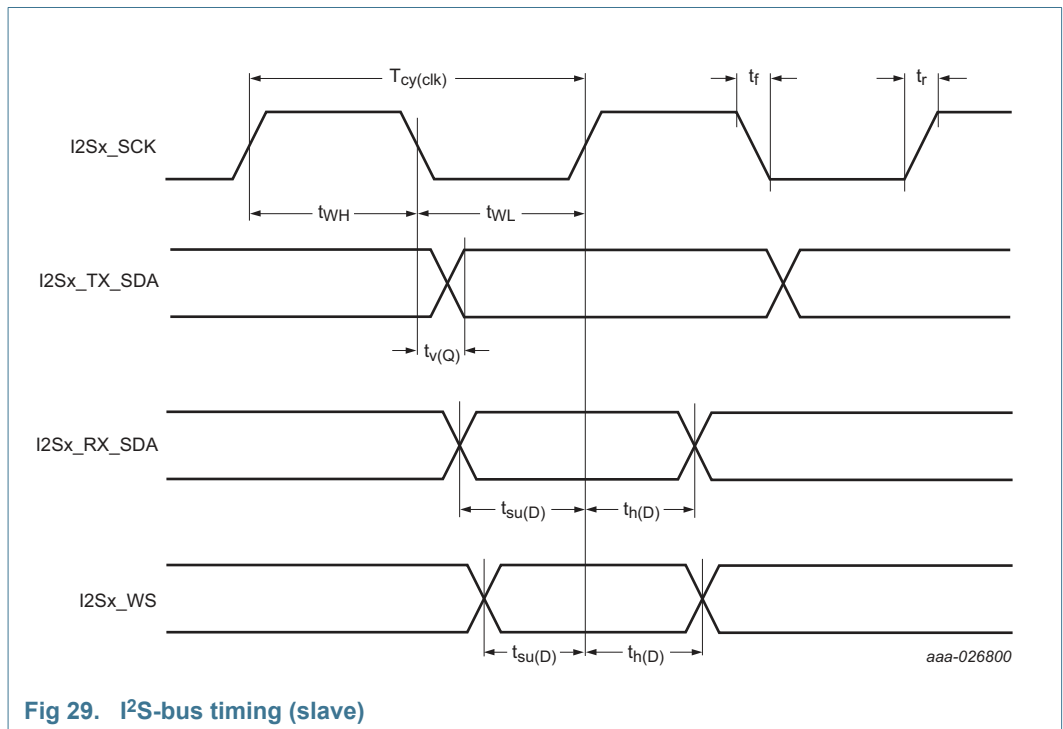 Tcy(clk)
tf
tr
I2Sx_SCK
tWH
tWL
I2Sx_TX_SDA
tv(Q)
I2Sx_RX_SDA
tsu(D)
th(D)
I2Sx_WS
tsu(D)
th(D)
aaa-026800
Fig 29. I²S-bus timing (slave)